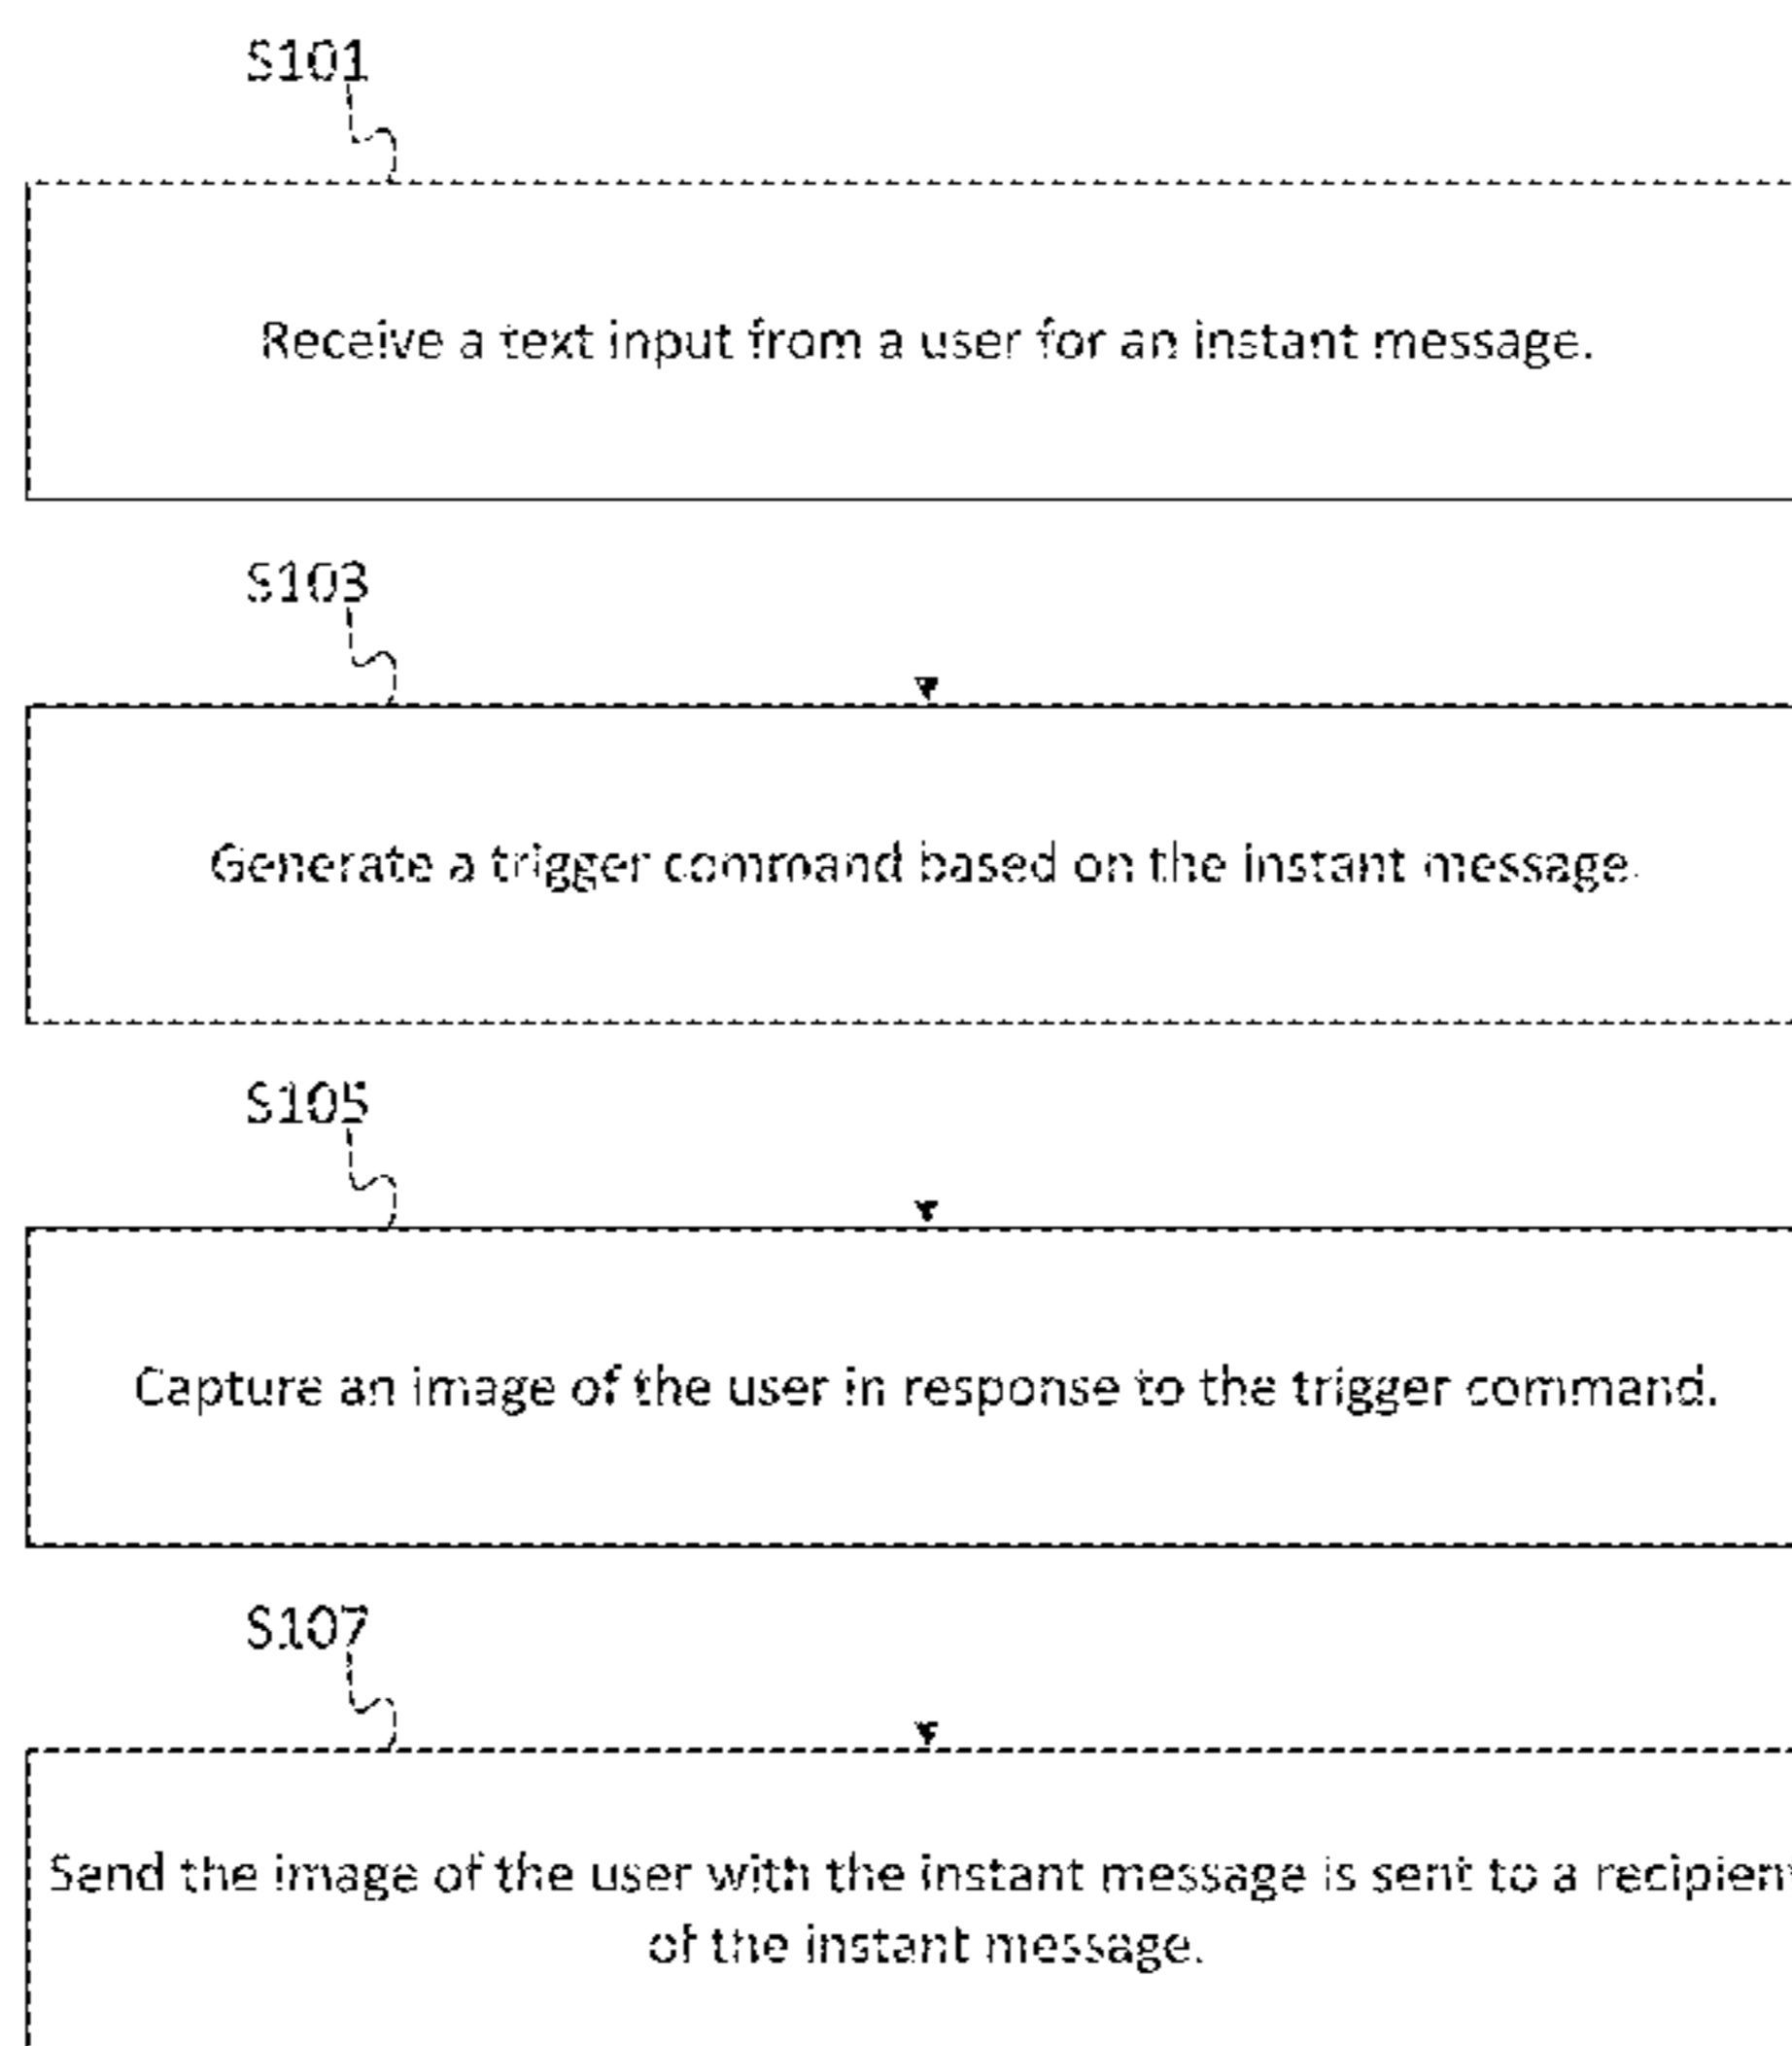 S101
Receive a text input from a user for an instant message.
S103
Generate a trigger command based on the instant message.
S105
Capture an image of the user in response to the trigger command.
S107
Send the image of the user with the instant message is sent to a recipient
of the instant message.